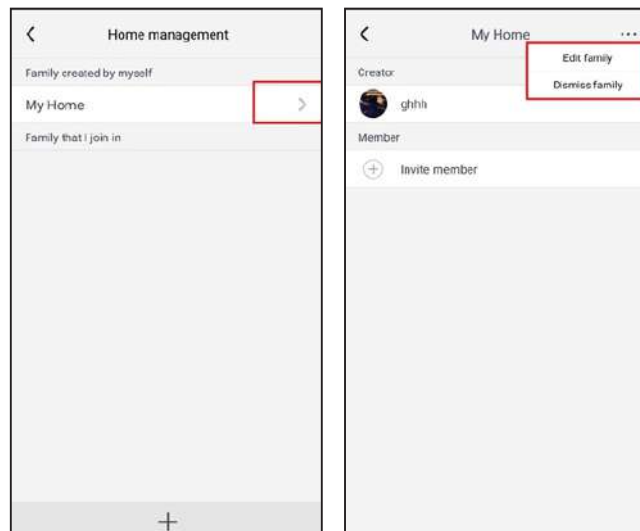 Home management
Family created by myself
My Home
Family that I join in
My Home
Edit family
Dismiss family
Creator
ghhh
Member
Invite member